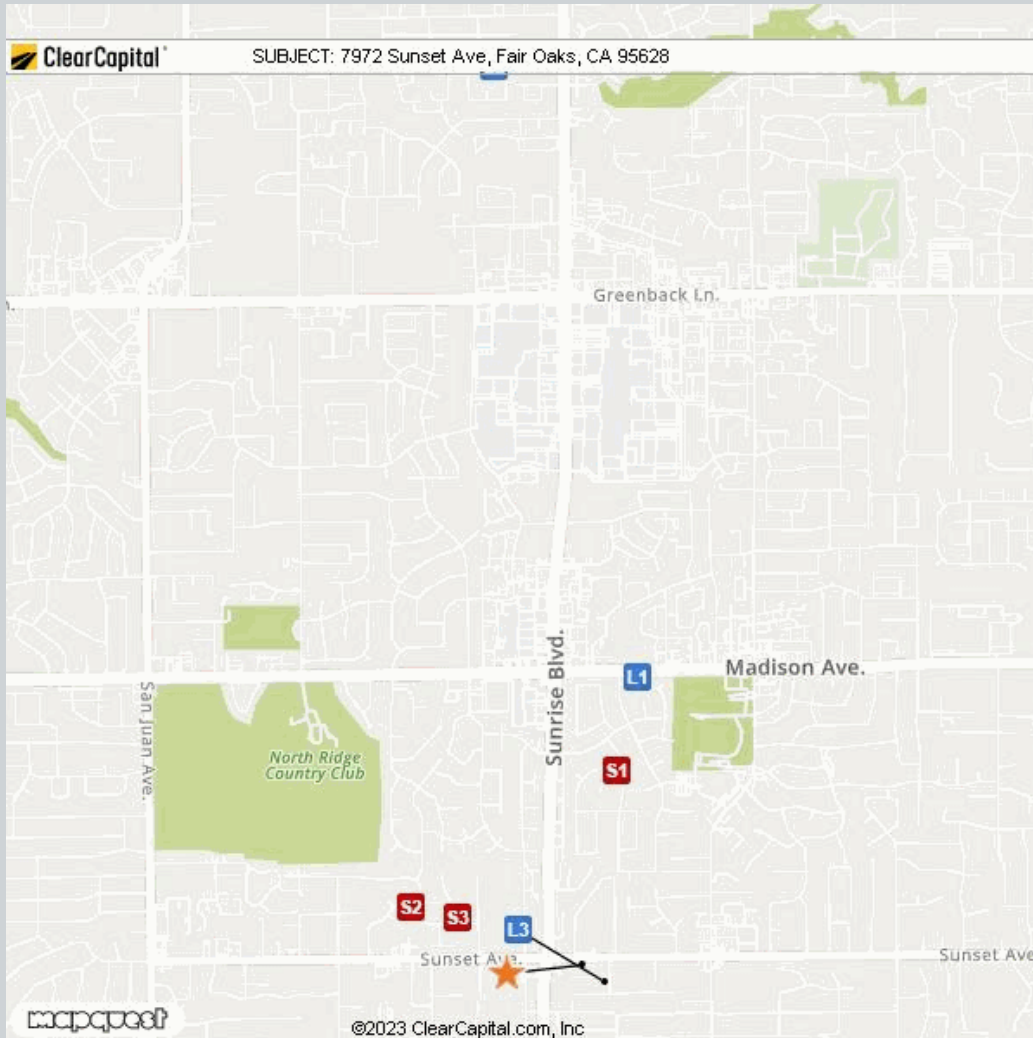 ClearCapital SUBJECT: 7972 Sunset Ave, Fair Oaks, CA 95628
Greenback Ln.
Sunrise Blvd.
L1
Madison Ave.
San Juan Ave.
North Ridge
Country Club
S1
S2
S3
L3
Sunset Ave.
Sunset Ave
mapquest
©2023 ClearCapital.com, Inc